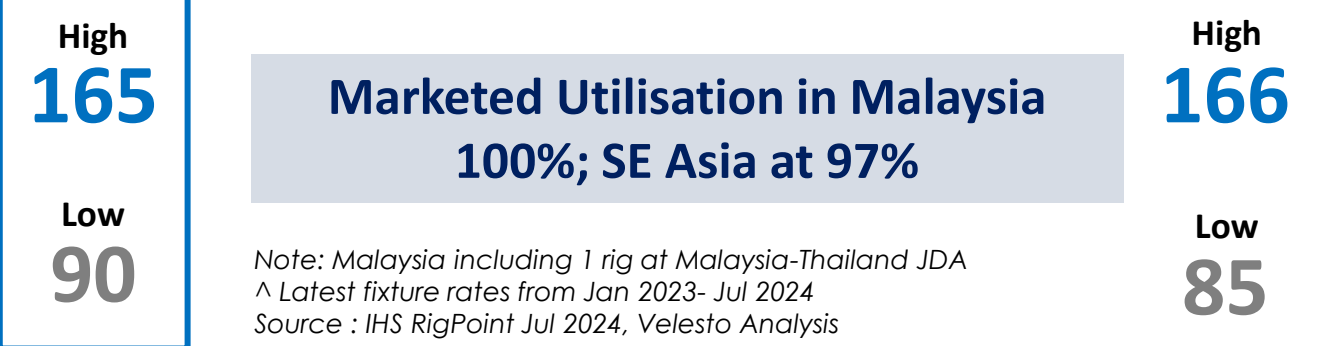 High
165
Low
90
Marketed Utilisation in Malaysia
100%; SE Asia at 97%
Note: Malaysia including 1 rig at Malaysia-Thailand JDA
^ Latest fixture rates from Jan 2023- Jul 2024
Source : IHS RigPoint Jul 2024, Velesto Analysis
High
166
Low
85